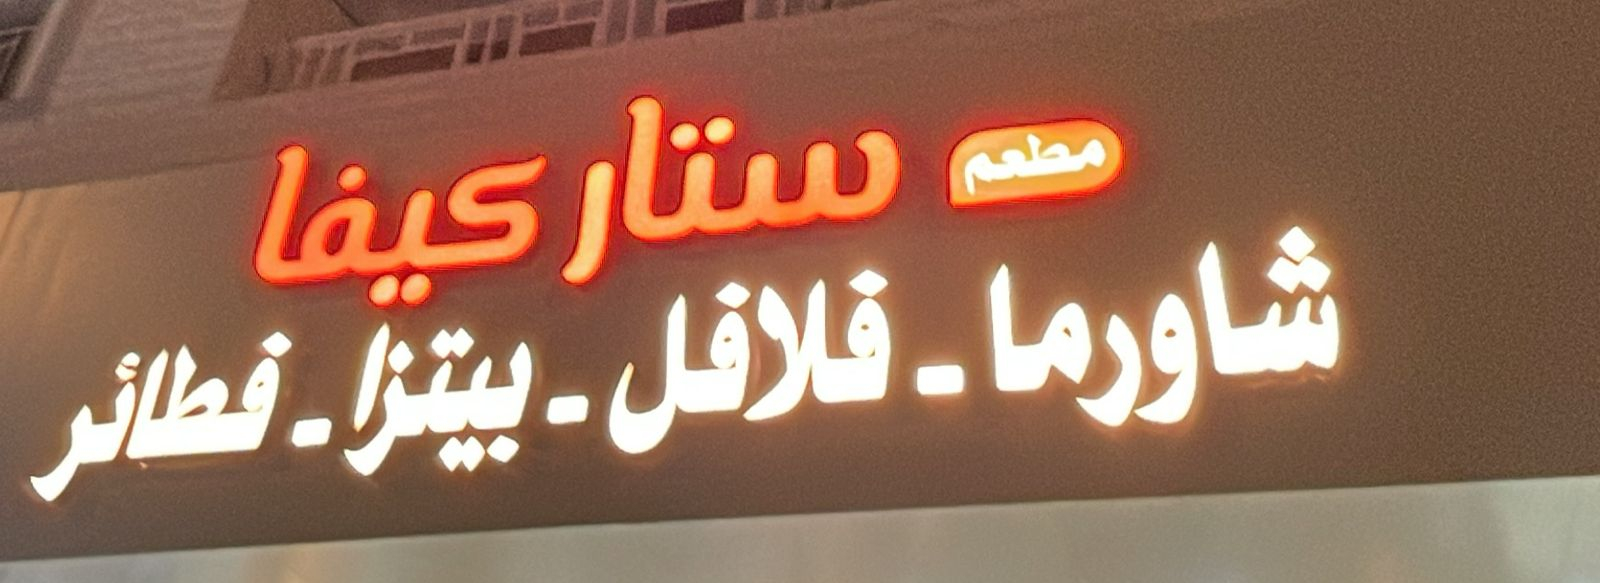 مطعم ستار كيفا
شاورما - فلافل - بيتزا - فطائر